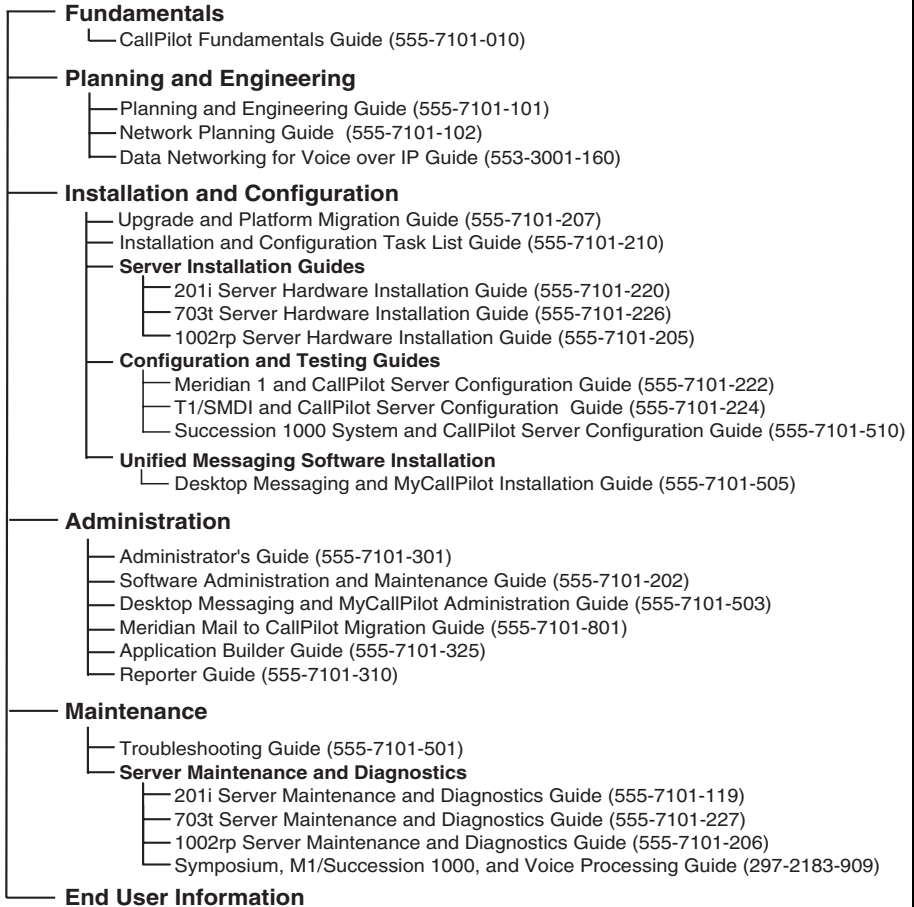 Fundamentals
CallPilot Fundamentals Guide (555-7101-010)
Planning and Engineering
Planning and Engineering Guide (555-7101-101)
Network Planning Guide (555-7101-102)
Data Networking for Voice over IP Guide (553-3001-160)
Installation and Configuration
Upgrade and Platform Migration Guide (555-7101-207)
Installation and Configuration Task List Guide (555-7101-210)
Server Installation Guides
201i Server Hardware Installation Guide (555-7101-220)
703t Server Hardware Installation Guide (555-7101-226)
1002rp Server Hardware Installation Guide (555-7101-205)
Configuration and Testing Guides
Meridian 1 and CallPilot Server Configuration Guide (555-7101-222)
T1/SMDI and CallPilot Server Configuration Guide (555-7101-224)
Succession 1000 System and CallPilot Server Configuration Guide (555-7101-510)
Unified Messaging Software Installation
Desktop Messaging and MyCallPilot Installation Guide (555-7101-505)
Administration
Administrator's Guide (555-7101-301)
Software Administration and Maintenance Guide (555-7101-202)
Desktop Messaging and MyCallPilot Administration Guide (555-7101-503)
Meridian Mail to CallPilot Migration Guide (555-7101-801)
Application Builder Guide (555-7101-325)
Reporter Guide (555-7101-310)
Maintenance
Troubleshooting Guide (555-7101-501)
Server Maintenance and Diagnostics
201i Server Maintenance and Diagnostics Guide (555-7101-119)
703t Server Maintenance and Diagnostics Guide (555-7101-227)
1002rp Server Maintenance and Diagnostics Guide (555-7101-206)
Symposium, M1/Succession 1000, and Voice Processing Guide (297-2183-909)
End User Information